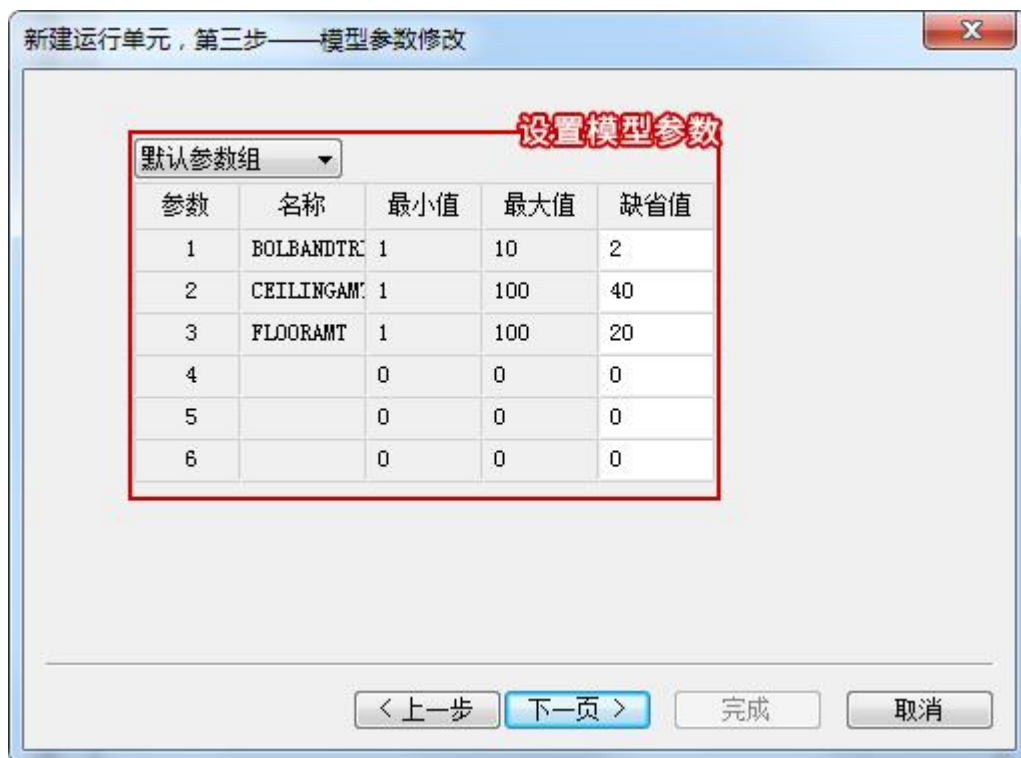 新建运行单元，第三步——模型参数修改
设置模型参数
默认参数组
参数 名称 最小值 最大值 缺省值
1 BOLBANDTR 1 10 2
2 CEILINGAM 1 100 40
3 FLOORAMT 1 100 20
4 0 0 0
5 0 0 0
6 0 0 0
< 上一步 下一页 > 完成 取消